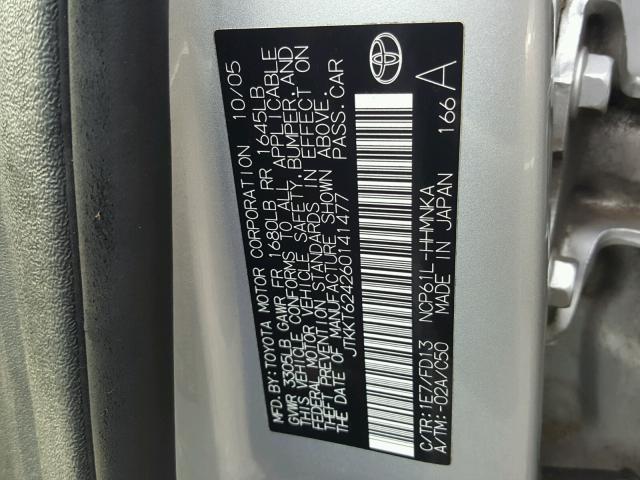 MFD. BY: TOYOTA MOTOR CORPORATION 10/05
GVWR 3305LB GAWR FR 1680LB RR 1645LB
THIS VEHICLE CONFORMS TO ALL APPLICABLE
FEDERAL MOTOR VEHICLE SAFETY, BUMPER, AND
THEFT PREVENTION STANDARDS IN EFFECT ON
THE DATE OF MANUFACTURE SHOWN ABOVE.
JTKKT624260141477 PASS. CAR
C/TR: 1E7/FD13 NCP61L-HHMNKA
A/TM: -02A/C50 MADE IN JAPAN 166 A